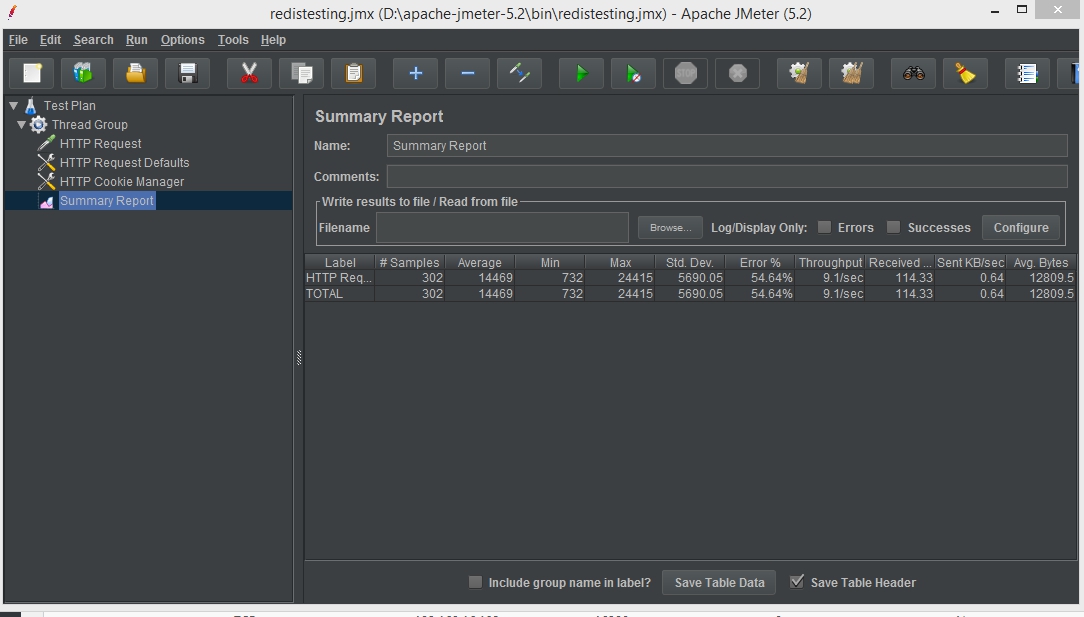 redistesting.jmx (D:\apache-jmeter-5.2\bin\redistesting.jmx) - Apache JMeter (5.2)
File Edit Search Run Options Tools Help
STOP
Test Plan
Thread Group
HTTP Request
HTTP Request Defaults
HTTP Cookie Manager
Summary Report
Summary Report
Name: Summary Report
Comments:
Write results to file / Read from file
Filename Browse... Log/Display Only: Errors Successes Configure
Label # Samples Average Min Max Std. Dev. Error % Throughput Received ... Sent KB/sec Avg. Bytes
HTTP Req... 302 14469 732 24415 5690.05 54.64% 9.1/sec 114.33 0.64 12809.5
TOTAL 302 14469 732 24415 5690.05 54.64% 9.1/sec 114.33 0.64 12809.5
Include group name in label? Save Table Data Save Table Header